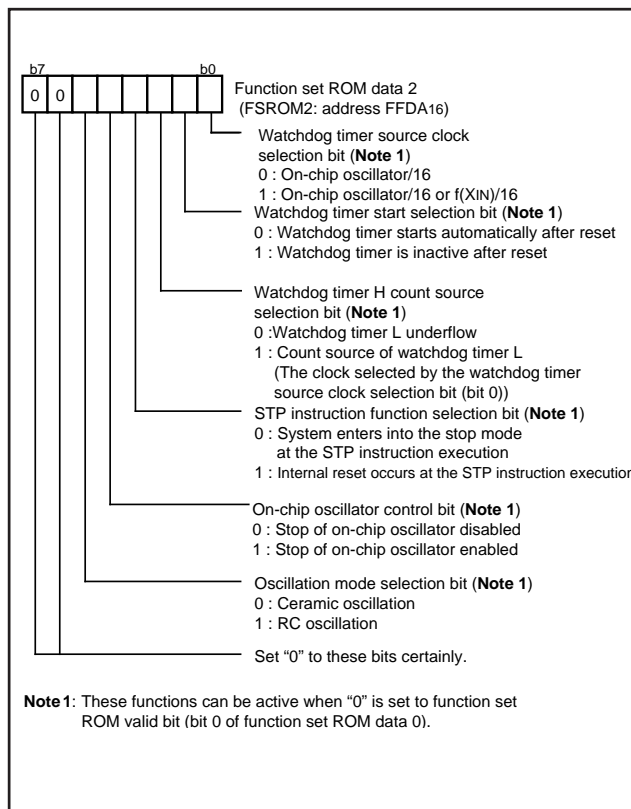 b7 b0
0 0
Function set ROM data 2
(FSROM2: address FFDA16)
Watchdog timer source clock
selection bit (Note 1)
0 : On-chip oscillator/16
1 : On-chip oscillator/16 or f(XIN)/16
Watchdog timer start selection bit (Note 1)
0 : Watchdog timer starts automatically after reset
1 : Watchdog timer is inactive after reset
Watchdog timer H count source
selection bit (Note 1)
0 :Watchdog timer L underflow
1 : Count source of watchdog timer L
(The clock selected by the watchdog timer
source clock selection bit (bit 0))
STP instruction function selection bit (Note 1)
0 : System enters into the stop mode
at the STP instruction execution
1 : Internal reset occurs at the STP instruction execution
On-chip oscillator control bit (Note 1)
0 : Stop of on-chip oscillator disabled
1 : Stop of on-chip oscillator enabled
Oscillation mode selection bit (Note 1)
0 : Ceramic oscillation
1 : RC oscillation
Set “0” to these bits certainly.
Note 1: These functions can be active when “0” is set to function set
ROM valid bit (bit 0 of function set ROM data 0).